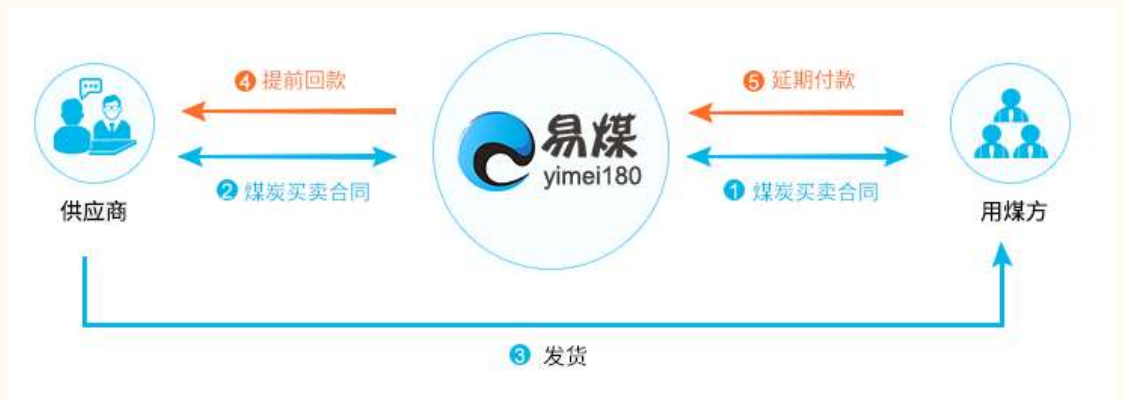 ④ 提前回款
⑤ 延期付款
易煤
yimei180
② 煤炭买卖合同
① 煤炭买卖合同
供应商
用煤方
③ 发货